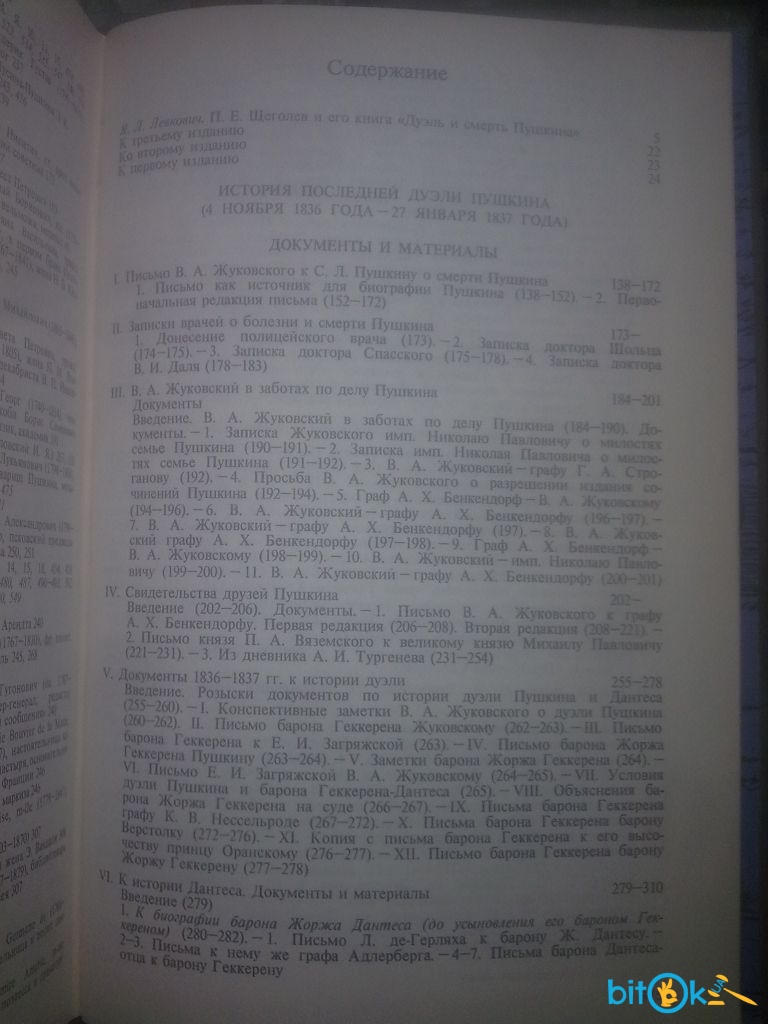 Содержание
Я. Л. Левкович. П. Е. Щеголев и его книга «Дуэль и смерть Пушкина» 5
К третьему изданию 22
Ко второму изданию 23
К первому изданию 24
ИСТОРИЯ ПОСЛЕДНЕЙ ДУЭЛИ ПУШКИНА
(4 НОЯБРЯ 1836 ГОДА — 27 ЯНВАРЯ 1837 ГОДА)
ДОКУМЕНТЫ И МАТЕРИАЛЫ
I. Письмо В. А. Жуковского к С. Л. Пушкину о смерти Пушкина 138—172
1. Письмо как источник для биографии Пушкина (138—152). — 2. Перво-
начальная редакция письма (152—172)
II. Записки врачей о болезни и смерти Пушкина 173—
1. Донесение полицейского врача (173). — 2. Записка доктора Шольца
(174—175). — 3. Записка доктора Спасского (175—178). — 4. Записка доктора
В. И. Даля (178—183)
III. В. А. Жуковский в заботах по делу Пушкина 184—201
Документы
Введение. В. А. Жуковский в заботах по делу Пушкина (184—190). До-
кументы. — 1. Записка Жуковского имп. Николаю Павловичу о милостях
семье Пушкина (190—191). — 2. Записка имп. Николая Павловича о милос-
тях семье Пушкина (191—192). — 3. В. А. Жуковский — графу Г. А. Стро-
ганову (192). — 4. Просьба В. А. Жуковского о разрешении издания со-
чинений Пушкина (192—194). — 5. Граф А. Х. Бенкендорф — В. А. Жуковскому
(194—196). — 6. В. А. Жуковский — графу А. Х. Бенкендорфу (196—197). —
7. В. А. Жуковский — графу А. Х. Бенкендорфу (197). — 8. В. А. Жуков-
ский графу А. Х. Бенкендорфу (197—198). — 9. Граф А. Х. Бенкендорф —
В. А. Жуковскому (198—199). — 10. В. А. Жуковский — имп. Николаю Павло-
вичу (199—200). — 11. В. А. Жуковский — графу А. Х. Бенкендорфу (200—201)
IV. Свидетельства друзей Пушкина 202—
Введение (202—206). Документы. — 1. Письмо В. А. Жуковского к графу
А. Х. Бенкендорфу. Первая редакция (206—208). Вторая редакция (208—221). —
2. Письмо князя П. А. Вяземского к великому князю Михаилу Павловичу
(221—231). — 3. Из дневника А. И. Тургенева (231—254)
V. Документы 1836—1837 гг. к истории дуэли 255—278
Введение. Розыски документов по истории дуэли Пушкина и Дантеса
(255—260). — I. Конспективные заметки В. А. Жуковского о дуэли Пушкина
(260—262). II. Письмо барона Геккерена Жуковскому (262—263). — III. Письмо
барона Геккерена к Е. И. Загряжской (263). — IV. Письмо барона Жоржа
Геккерена Пушкину (263—264). — V. Заметки барона Жоржа Геккерена (264). —
VI. Письмо Е. И. Загряжской В. А. Жуковскому (264—265). — VII. Условия
дуэли Пушкина и барона Геккерена-Дантеса (265). — VIII. Объяснения ба-
рона Жоржа Геккерена на суде (266—267). — IX. Письма барона Геккерена
графу К. В. Нессельроде (267—272). — X. Письма барона Геккерена барону
Верстолку (272—276). — XI. Копия с письма барона Геккерена к его высо-
честву принцу Оранскому (276—277). — XII. Письмо барона Геккерена барону
Жоржу Геккерену (277—278)
VI. К истории Дантеса. Документы и материалы 279—310
Введение (279)
1. К биографии барона Жоржа Дантеса (до усыновления его бароном Гек-
кереном) (280—282). — 1. Письмо Л. де-Герляха к барону Ж. Дантесу. —
2—3. Письма к нему же графа Адлерберга. — 4—7. Письма барона Дантеса-
отца к барону Геккерену
bitOk
UA